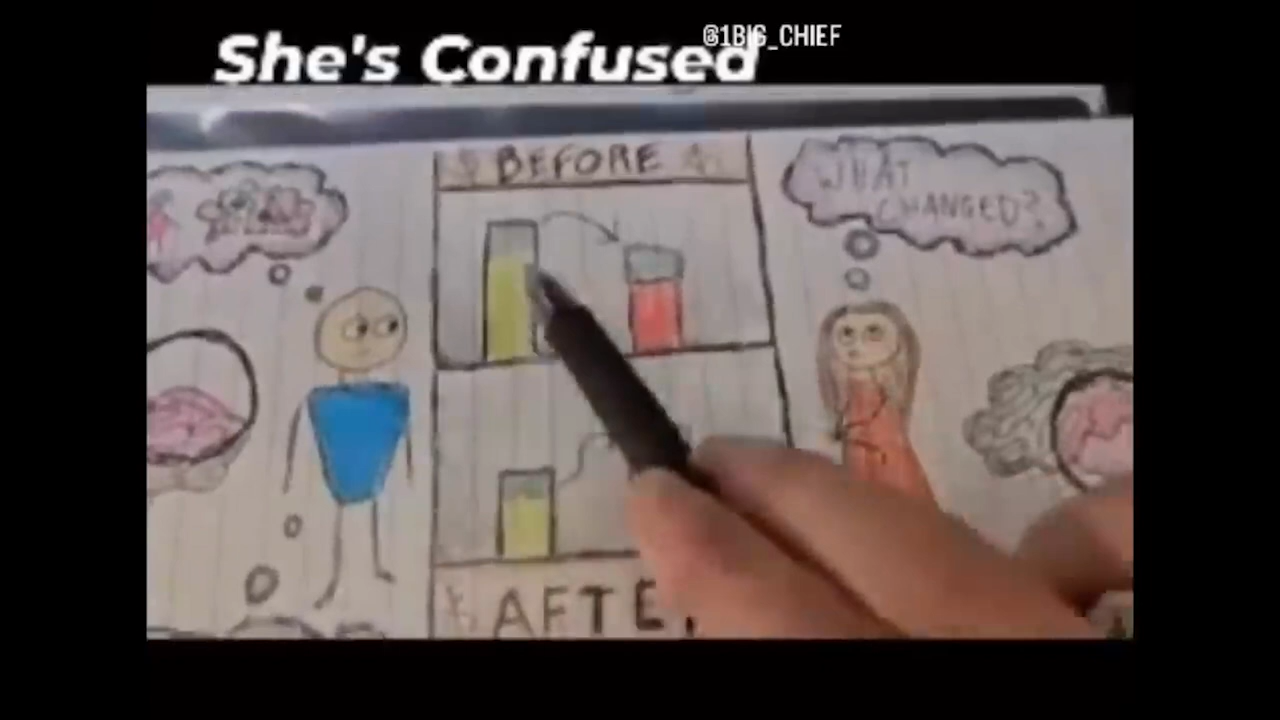 @1BIG_CHIEF
She's Confused
BEFORE
WHAT
CHANGED?
AFTE